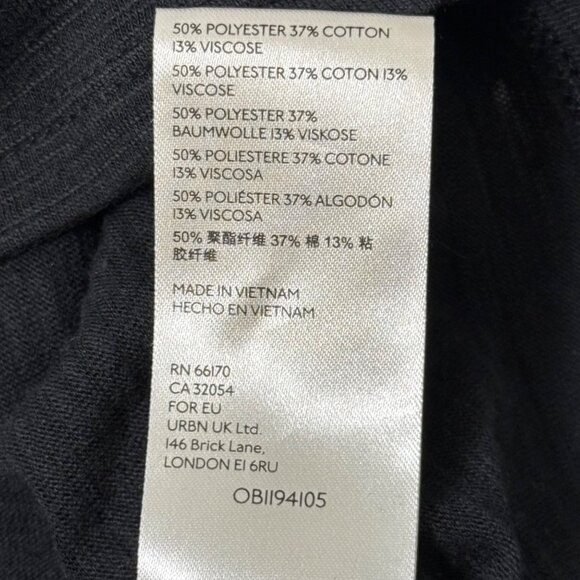 50% POLYESTER 37% COTTON
13% VISCOSE
50% POLYESTER 37% COTON 13%
VISCOSE
50% POLYESTER 37%
BAUMWOLLE 13% VISKOSE
50% POLIESTERE 37% COTONE
13% VISCOSA
50% POLIÉSTER 37% ALGODÓN
13% VISCOSA
50% 聚酯纤维 37% 棉 13% 粘
胶纤维
MADE IN VIETNAM
HECHO EN VIETNAM
RN 66170
CA 32054
FOR EU
URBN UK Ltd.
146 Brick Lane,
LONDON E1 6RU
OB1194105